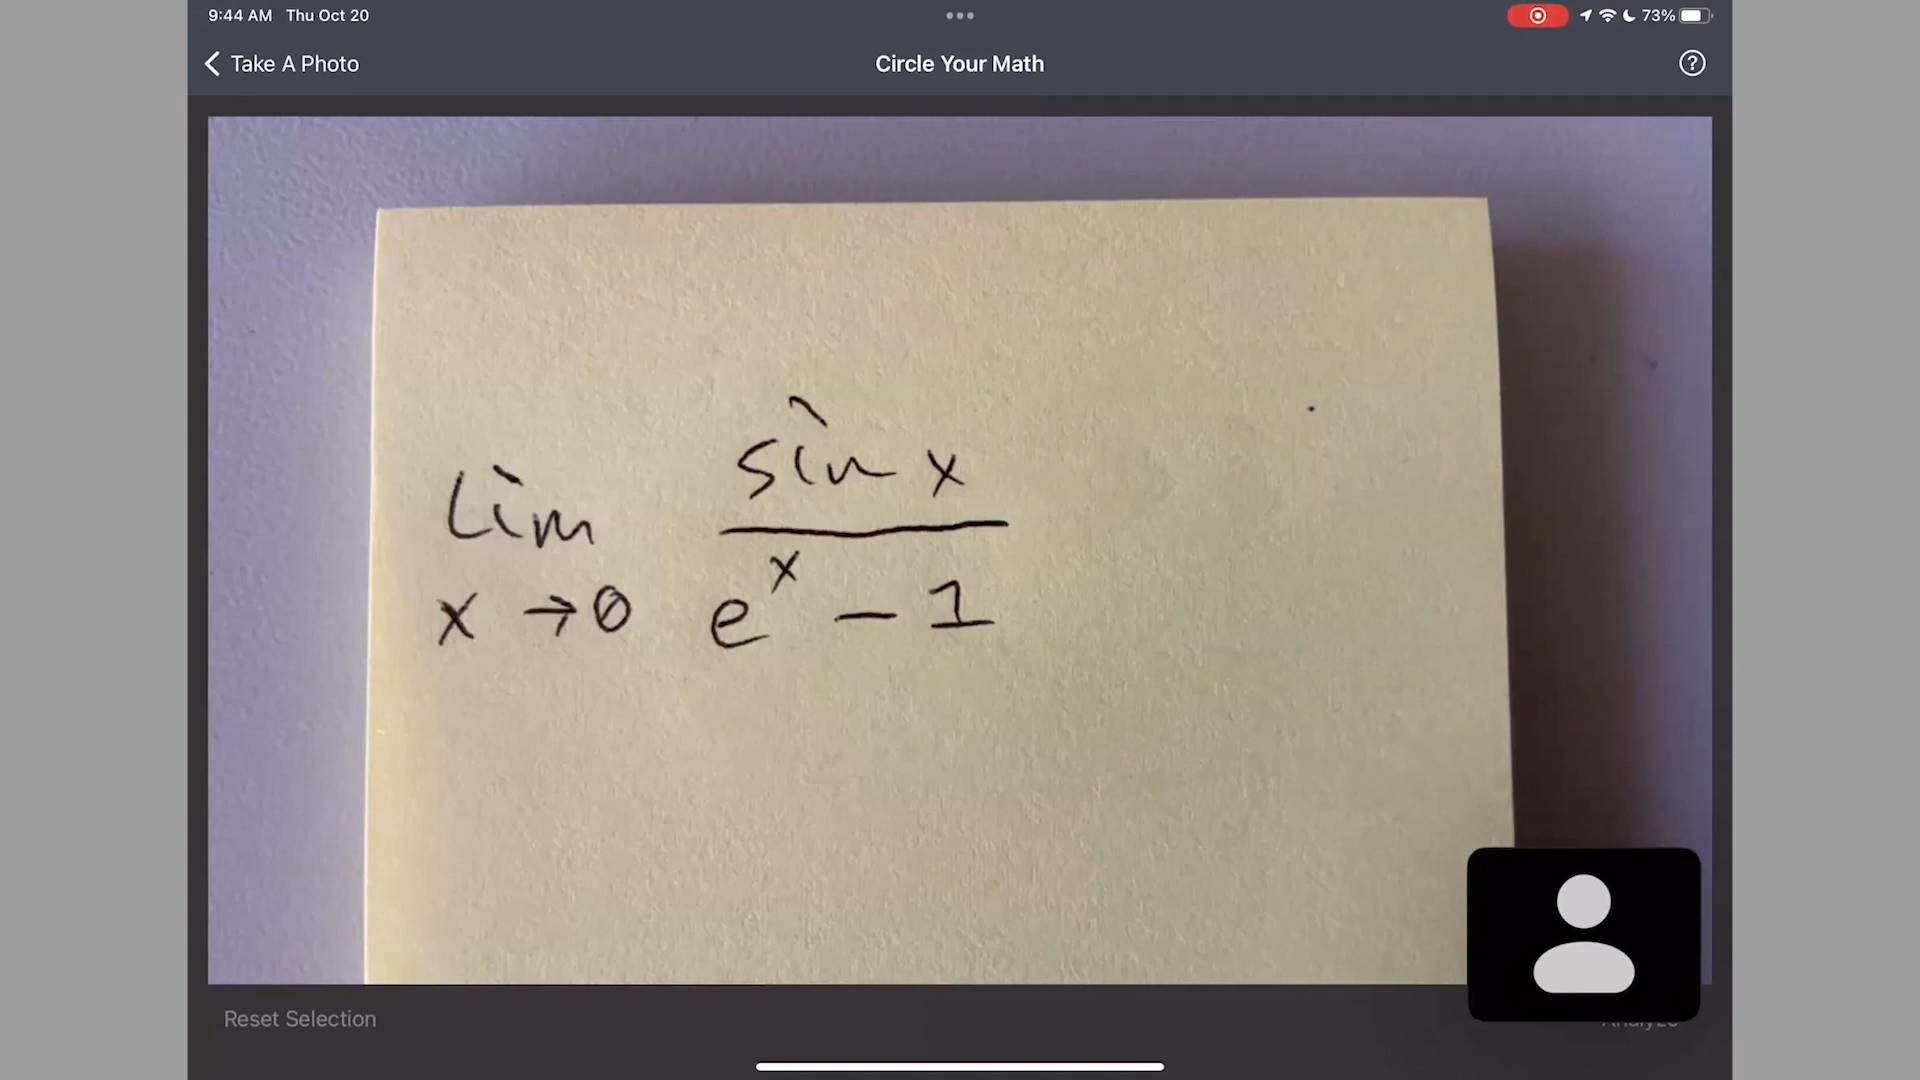 9:44 AM Thu Oct 20
73%
Take A Photo
Circle Your Math
?
sin x
lim
x → 0 e^x - 1
Reset Selection